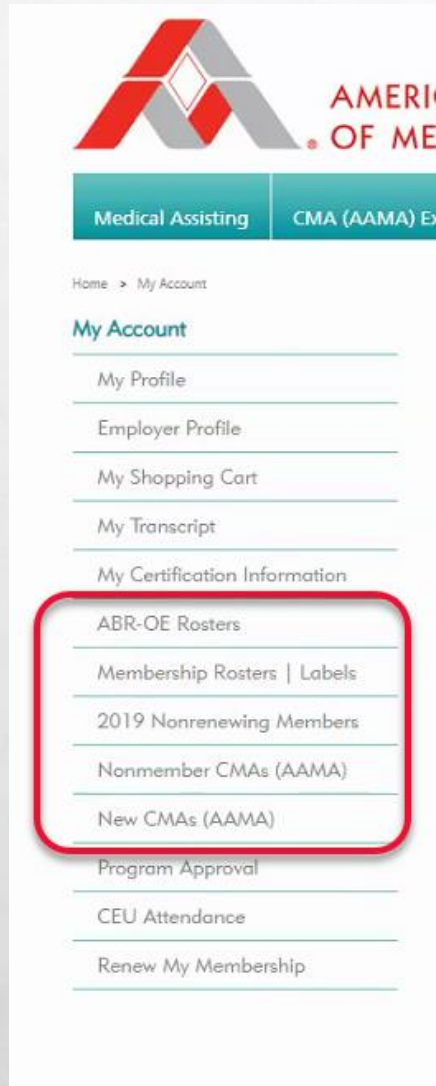 AMERI
OF ME
Medical Assisting
CMA (AAMA) Ex
Home > My Account
My Account
My Profile
Employer Profile
My Shopping Cart
My Transcript
My Certification Information
ABR-OE Rosters
Membership Rosters | Labels
2019 Nonrenewing Members
Nonmember CMAs (AAMA)
New CMAs (AAMA)
Program Approval
CEU Attendance
Renew My Membership